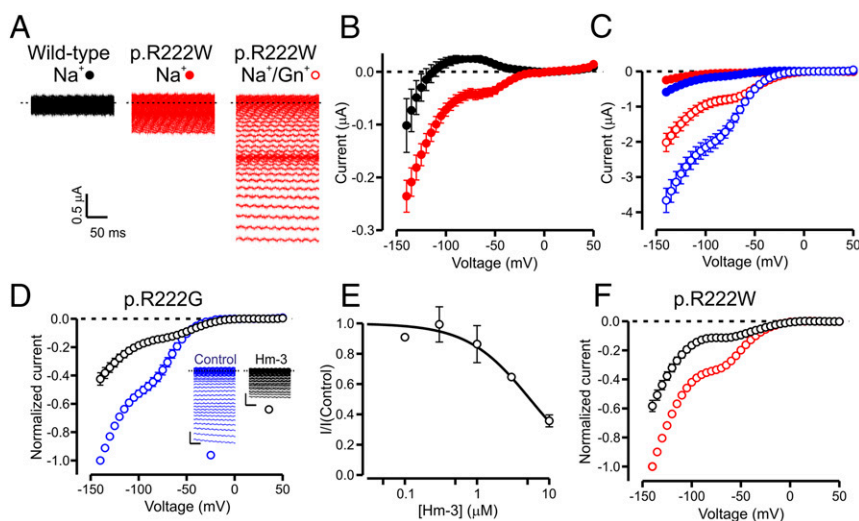 A
Wild-type
Na+●
p.R222W
Na+●
p.R222W
Na+/Gn+○
0.5 µA
50 ms
B
0.0
-0.1
-0.2
-0.3
Current (µA)
-150 -100 -50 0 50
Voltage (mV)
C
0
-1
-2
-3
-4
Current (µA)
-150 -100 -50 0 50
Voltage (mV)
D
p.R222G
0.0
-0.2
-0.4
-0.6
-0.8
-1.0
Normalized current
Control
Hm-3
-150 -100 -50 0 50
Voltage (mV)
E
1.0
0.8
0.6
0.4
0.2
0.0
I/I(Control)
0.1 1 10
[Hm-3] (µM)
F
p.R222W
0.0
-0.2
-0.4
-0.6
-0.8
-1.0
Normalized current
-150 -100 -50 0 50
Voltage (mV)